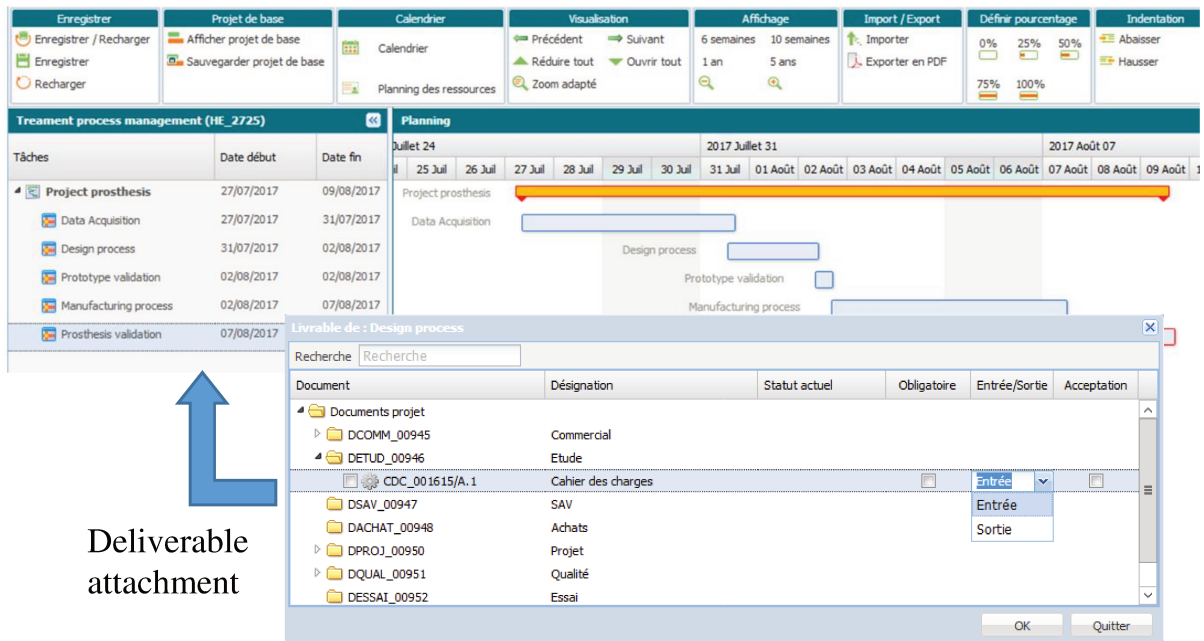 Enregistrer Projet de base Calendrier Visualisation Affichage Import / Export Définir pourcentage Indentation
Enregistrer / Recharger Afficher projet de base Calendrier Précédent Suivant 6 semaines 10 semaines Importer 0% 25% 50% Abaisser
Enregistrer Sauvegarder projet de base Réduire tout Ouvrir tout 1 an 5 ans Exporter en PDF Hausser
Recharger Planning des ressources Zoom adapté 75% 100%
Treament process management (HE_2725) Planning
Tâches Date début Date fin
uillet 24 2017 Juillet 31 2017 Août 07
il 25 Juil 26 Juil 27 Juil 28 Juil 29 Juil 30 Juil 31 Juil 01 Août 02 Août 03 Août 04 Août 05 Août 06 Août 07 Août 08 Août 09 Août 1
Project prosthesis 27/07/2017 09/08/2017 Project prosthesis
Data Acquisition 27/07/2017 31/07/2017 Data Acquisition
Design process 31/07/2017 02/08/2017 Design process
Prototype validation 02/08/2017 02/08/2017 Prototype validation
Manufacturing process 02/08/2017 07/08/2017 Manufacturing process
Prosthesis validation 07/08/2017
Livrable de : Design process
Recherche Recherche
Document Désignation Statut actuel Obligatoire Entrée/Sortie Acceptation
Documents projet
DCOMM_00945 Commercial
DETUD_00946 Etude
CDC_001615/A.1 Cahier des charges Entrée
DSAV_00947 SAV Entrée
DACHAT_00948 Achats Sortie
DPROJ_00950 Projet
DQUAL_00951 Qualité
DESSAI_00952 Essai
OK Quitter
Deliverable
attachment